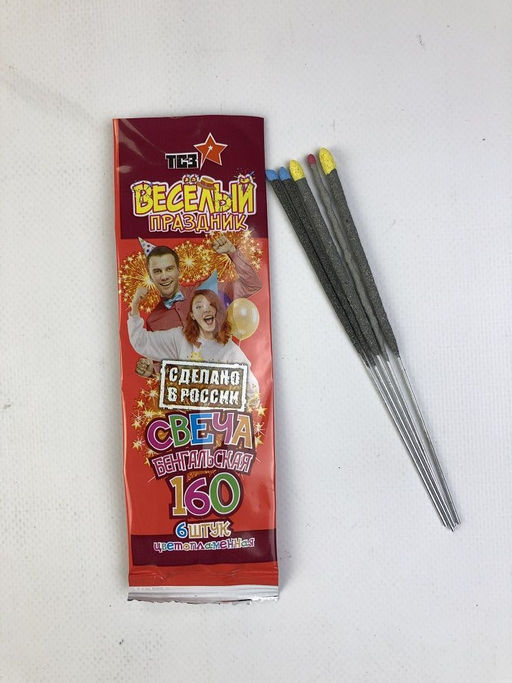 ТСЗ
ВЕСЁЛЫЙ
ПРАЗДНИК
СДЕЛАНО
В РОССИИ
СВЕЧА
БЕНГАЛЬСКАЯ
160
6 ШТУК
цветопламенная